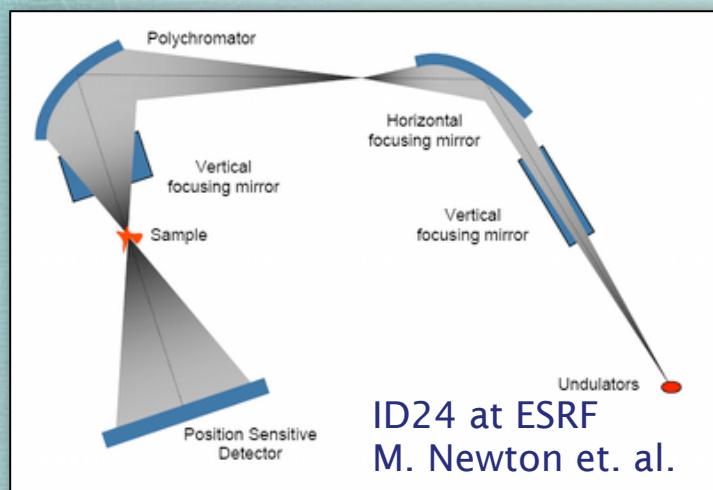 Polychromator
Horizontal
focusing mirror
Vertical
focusing mirror
Vertical
focusing mirror
Sample
Undulators
Position Sensitive
Detector
ID24 at ESRF
M. Newton et. al.